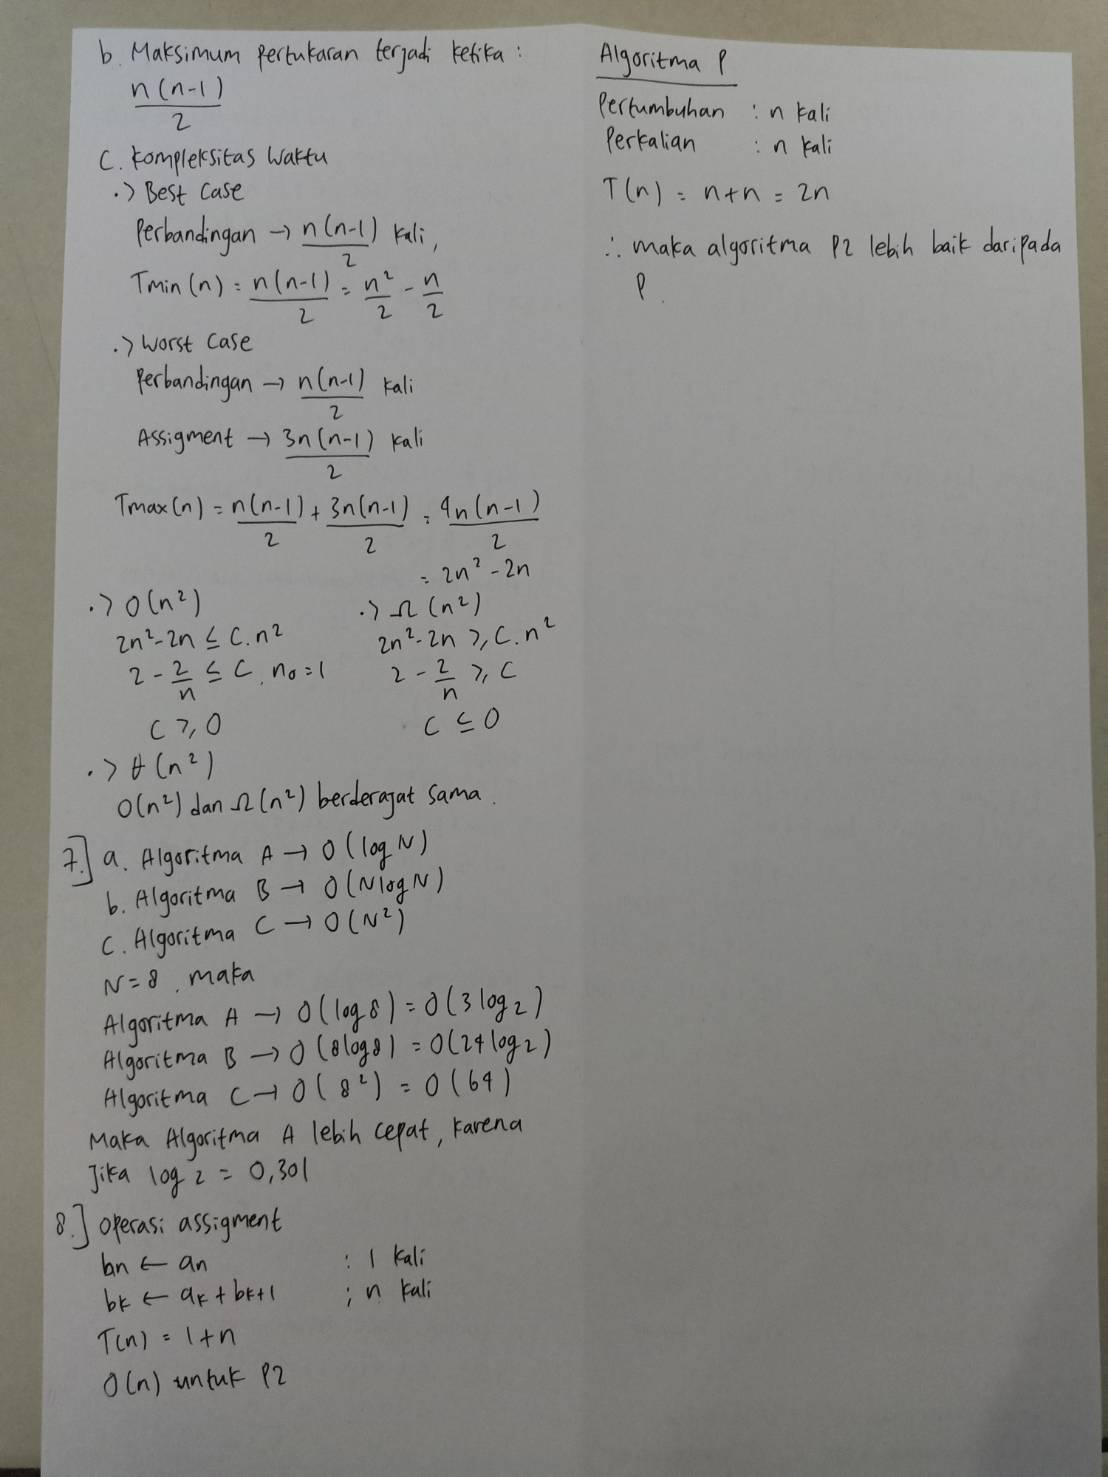 b. Maksimum pertukaran terjadi ketika :
n(n-1)/2
C. Kompleksitas Waktu
.> Best Case
Perbandingan → n(n-1)/2 kali,
Tmin(n) = n(n-1)/2 = n²/2 - n/2
.> Worst Case
Perbandingan → n(n-1)/2 kali
Assigment → 3n(n-1)/2 kali
Tmax(n) = n(n-1)/2 + 3n(n-1)/2 = 4n(n-1)/2
= 2n² - 2n
.> O(n²)
2n²-2n ≤ C.n²
2 - 2/n ≤ C, n₀=1
C ≥ 0
.> Ω(n²)
2n²-2n ≥ C.n²
2 - 2/n ≥ C
C ≤ 0
.> θ(n²)
O(n²) dan Ω(n²) berderajat sama.
7.] a. Algoritma A → O(log N)
b. Algoritma B → O(N log N)
C. Algoritma C → O(N²)
N=8, maka
Algoritma A → O(log 8) = O(3 log 2)
Algoritma B → O(8 log 8) = O(24 log 2)
Algoritma C → O(8²) = O(64)
Maka Algoritma A lebih cepat, karena
Jika log 2 = 0,301
8.] Operasi assigment
bn ← an : 1 kali
bk ← ak + bk+1 ; n kali
T(n) = 1+n
O(n) untuk P2
Algoritma P
Pertumbuhan : n kali
Perkalian : n kali
T(n) = n+n = 2n
∴ maka algoritma P2 lebih baik daripada
P.